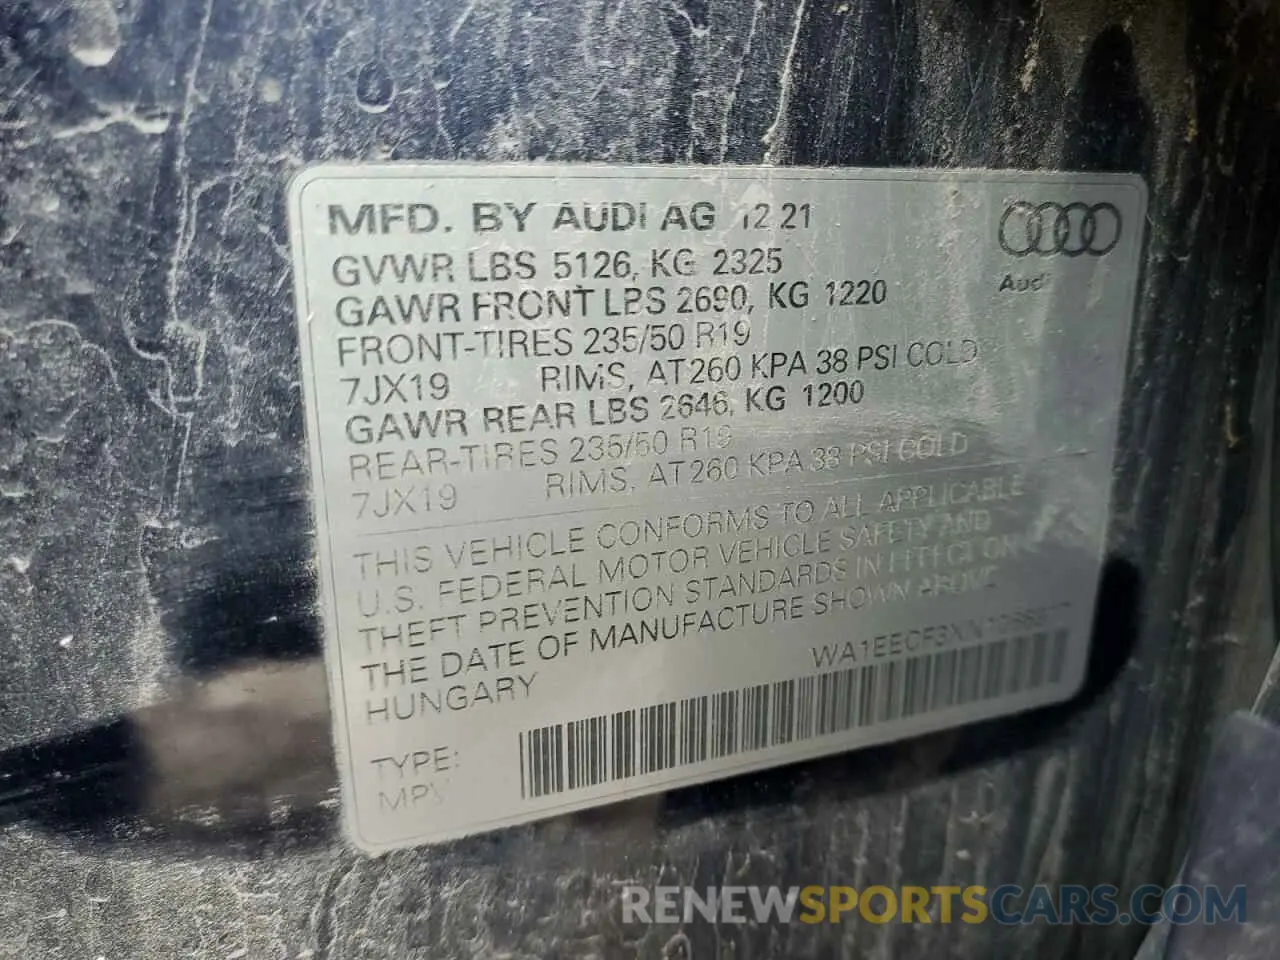 MFD. BY AUDI AG 12 21
GVWR LBS 5126, KG 2325
GAWR FRONT LBS 2690, KG 1220
FRONT-TIRES 235/50 R19
7JX19 RIMS, AT 260 KPA 38 PSI COLD
GAWR REAR LBS 2646, KG 1200
REAR-TIRES 235/50 R19
7JX19 RIMS, AT 260 KPA 38 PSI COLD
THIS VEHICLE CONFORMS TO ALL APPLICABLE
U.S. FEDERAL MOTOR VEHICLE SAFETY AND
THEFT PREVENTION STANDARDS IN EFFECT ON
THE DATE OF MANUFACTURE SHOWN ABOVE
HUNGARY
TYPE:
MPV
Audi
RENEWSPORTSCARS.COM